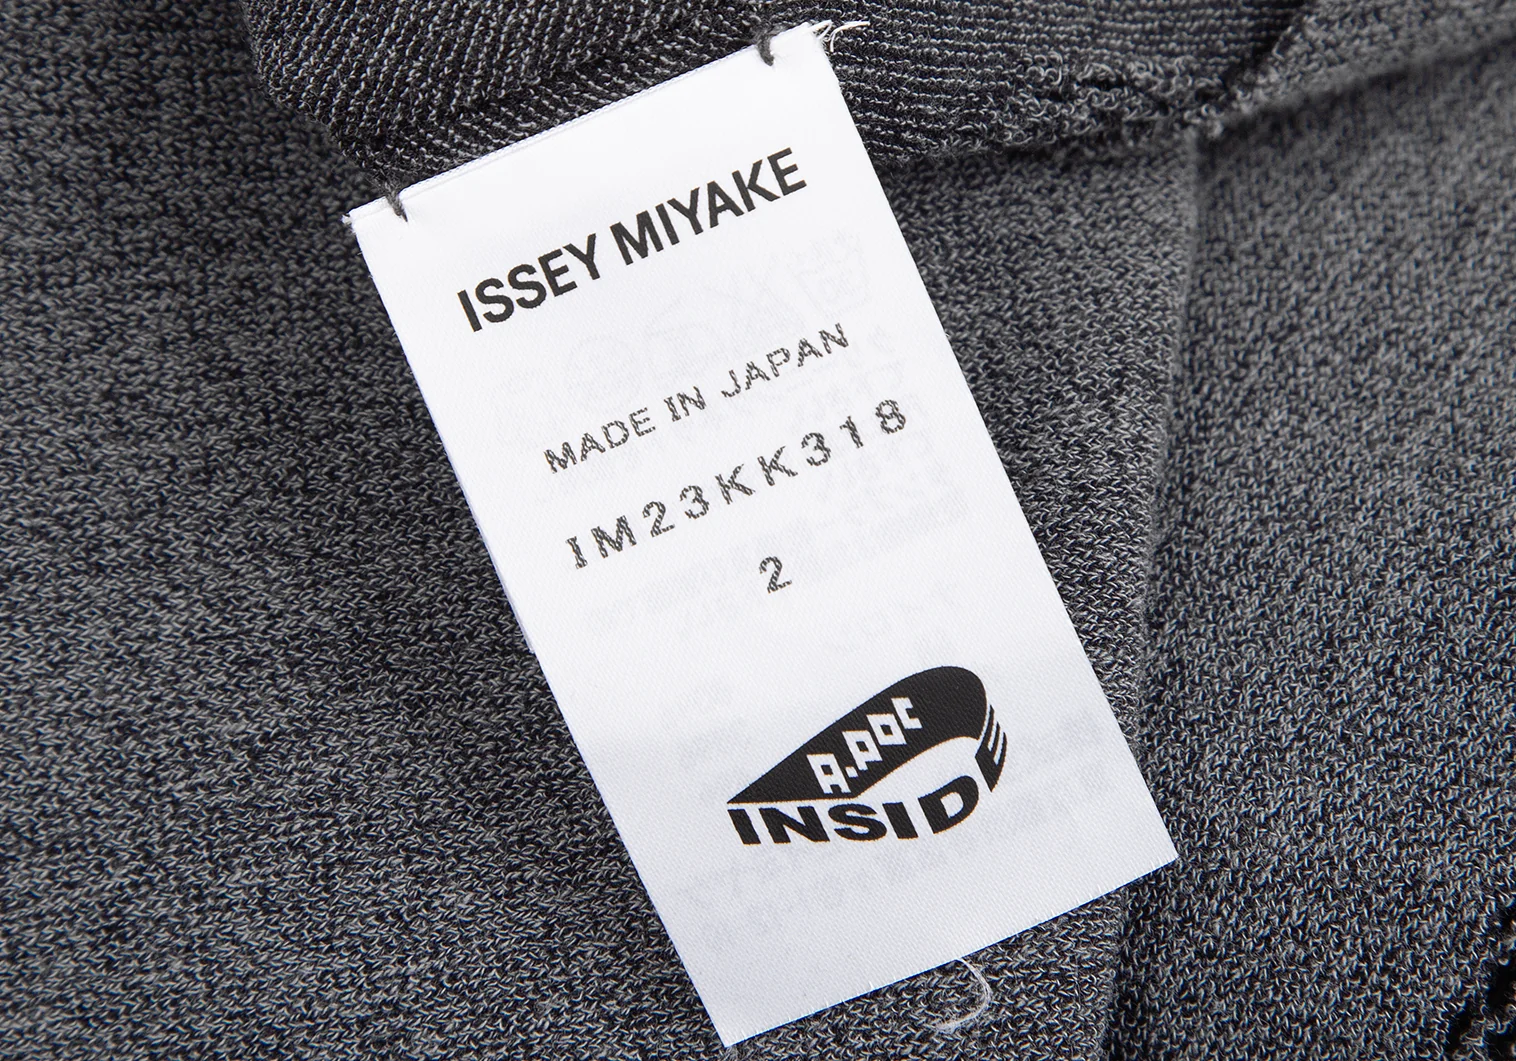 ISSEY MIYAKE
MADE IN JAPAN
IM23KK318
2
A.POC
INSIDE